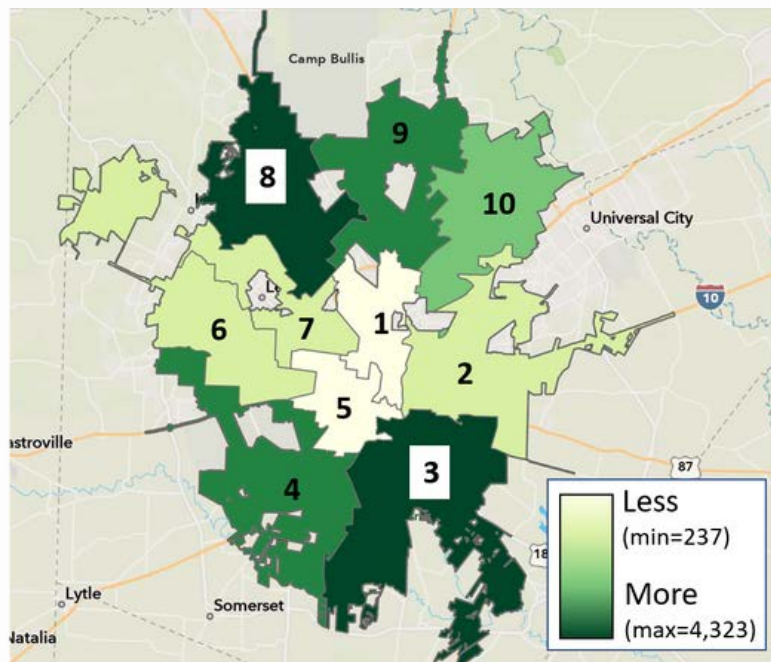 Camp Bullis
9
8
10
Universal City
10
1
6
7
2
5
astroville
3
87
4
Less
(min=237)
18
More
(max=4,323)
Lytle
Somerset
Natalia